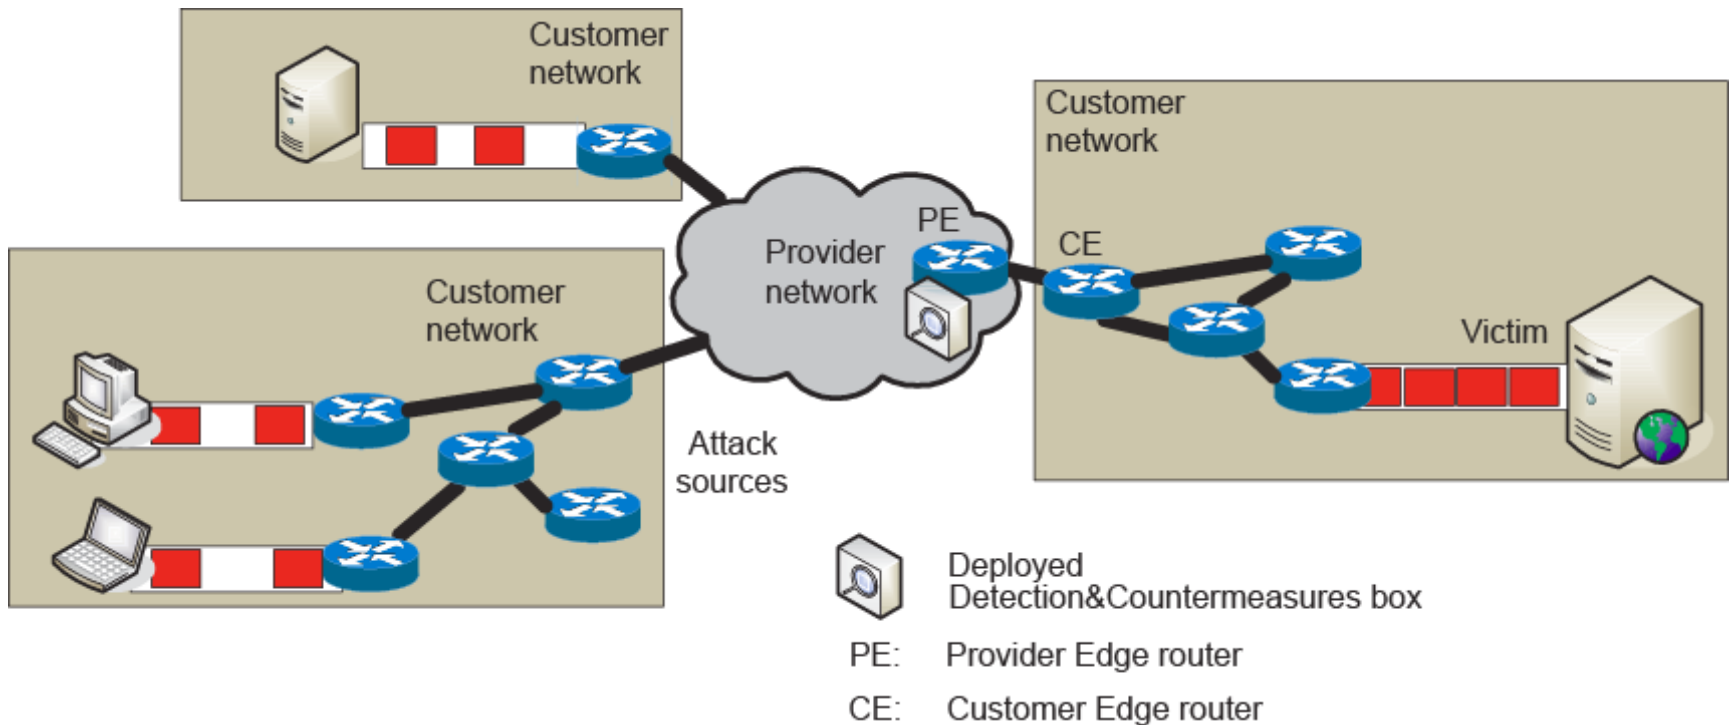 Customer
network
Customer
network
PE
Provider
network
CE
Customer
network
Victim
Attack
sources
Deployed
Detection&Countermeasures box
PE: Provider Edge router
CE: Customer Edge router